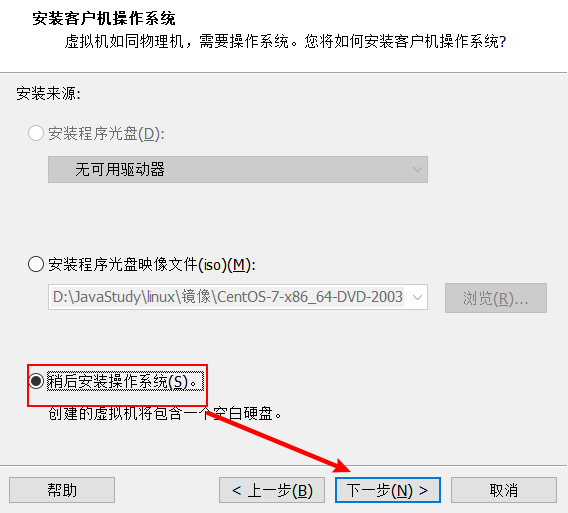 安装客户机操作系统
虚拟机如同物理机，需要操作系统。您将如何安装客户机操作系统?
安装来源:
安装程序光盘(D):
无可用驱动器
安装程序光盘映像文件(iso)(M):
D:\JavaStudy\linux\镜像\CentOS-7-x86_64-DVD-2003
浏览(R)...
稍后安装操作系统(S)。
创建的虚拟机将包含一个空白硬盘。
帮助
< 上一步(B)
下一步(N) >
取消